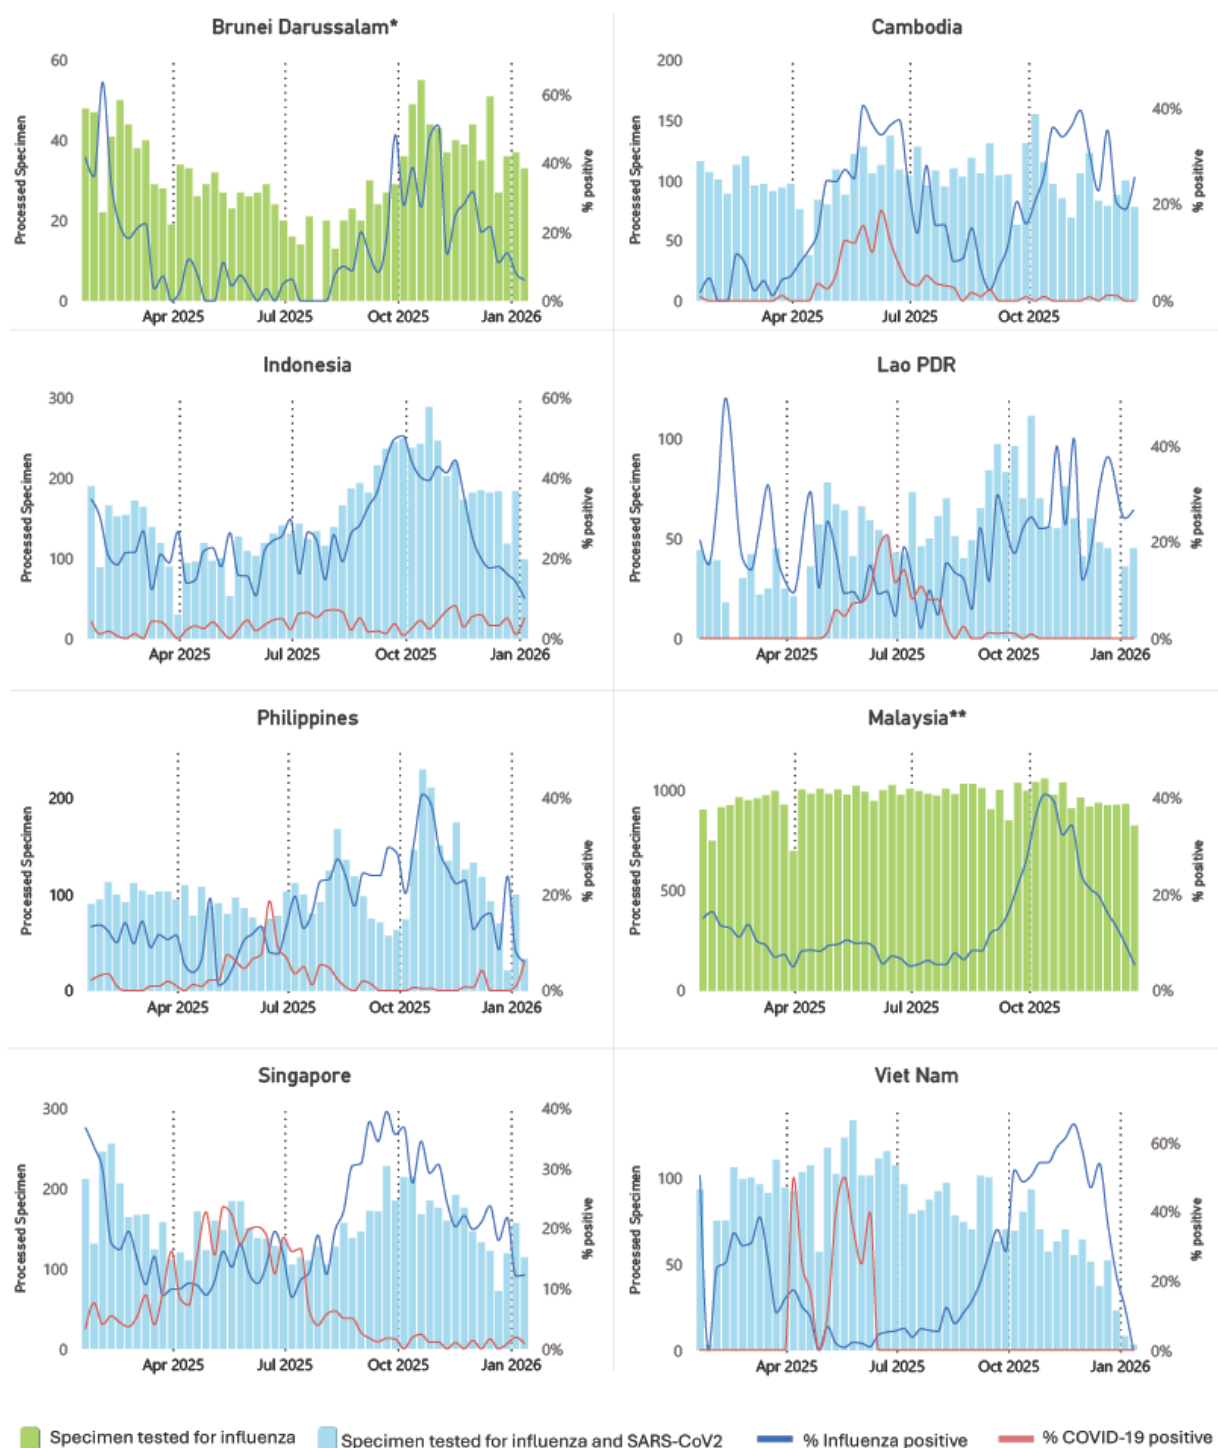 Brunei Darussalam*
Processed Specimen
60
40
20
0
60%
40%
20%
0%
% positive
Apr 2025
Jul 2025
Oct 2025
Jan 2026
Cambodia
Processed Specimen
200
150
100
50
0
40%
20%
0%
% positive
Apr 2025
Jul 2025
Oct 2025
Indonesia
Processed Specimen
300
200
100
0
60%
40%
20%
0%
% positive
Apr 2025
Jul 2025
Oct 2025
Jan 2026
Lao PDR
Processed Specimen
100
50
0
40%
20%
0%
% positive
Apr 2025
Jul 2025
Oct 2025
Jan 2026
Philippines
Processed Specimen
200
100
0
40%
20%
0%
% positive
Apr 2025
Jul 2025
Oct 2025
Jan 2026
Malaysia**
Processed Specimen
1000
500
0
40%
20%
0%
% positive
Apr 2025
Jul 2025
Oct 2025
Singapore
Processed Specimen
300
200
100
0
40%
30%
20%
10%
0%
% positive
Apr 2025
Jul 2025
Oct 2025
Jan 2026
Viet Nam
Processed Specimen
100
50
0
60%
40%
20%
0%
% positive
Apr 2025
Jul 2025
Oct 2025
Jan 2026
Specimen tested for influenza
Specimen tested for influenza and SARS-CoV2
% Influenza positive
% COVID-19 positive